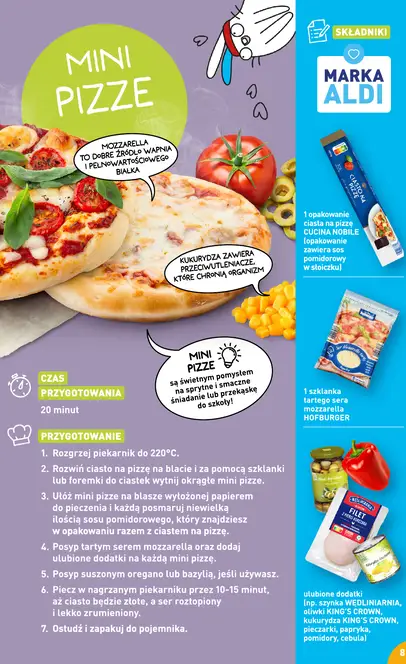 MINI
PIZZE
MOZZARELLA
TO DOBRE ŹRÓDŁO WAPNIA
I PEŁNOWARTOŚCIOWEGO
BIAŁKA
KUKURYDZA ZAWIERA
PRZECIWUTLENIACZE,
KTÓRE CHRONIĄ ORGANIZM
MINI
PIZZE
są świetnym pomysłem
na sprytne i smaczne
śniadanie lub przekąskę
do szkoły!
CZAS
PRZYGOTOWANIA
20 minut
PRZYGOTOWANIE
1. Rozgrzej piekarnik do 220°C.
2. Rozwiń ciasto na pizzę na blacie i za pomocą szklanki
lub foremki do ciastek wytnij okrągłe mini pizze.
3. Ułóż mini pizze na blasze wyłożonej papierem
do pieczenia i każdą posmaruj niewielką
ilością sosu pomidorowego, który znajdziesz
w opakowaniu razem z ciastem na pizzę.
4. Posyp tartym serem mozzarella oraz dodaj
ulubione dodatki na każdą mini pizzę.
5. Posyp suszonym oregano lub bazylią, jeśli używasz.
6. Piecz w nagrzanym piekarniku przez 10-15 minut,
aż ciasto będzie złote, a ser roztopiony
i lekko zrumieniony.
7. Ostudź i zapakuj do pojemnika.
SKŁADNIKI
MARKA
ALDI
CIASTO NA
PIZZĘ
1 opakowanie
ciasta na pizzę
CUCINA NOBILE
(opakowanie
zawiera sos
pomidorowy
w słoiczku)
1 szklanka
tartego sera
mozzarella
HOFBURGER
FILET
ulubione dodatki
(np. szynka WEDLINIARNIA,
oliwki KING'S CROWN,
kukurydza KING'S CROWN,
pieczarki, papryka,
pomidory, cebula)
8